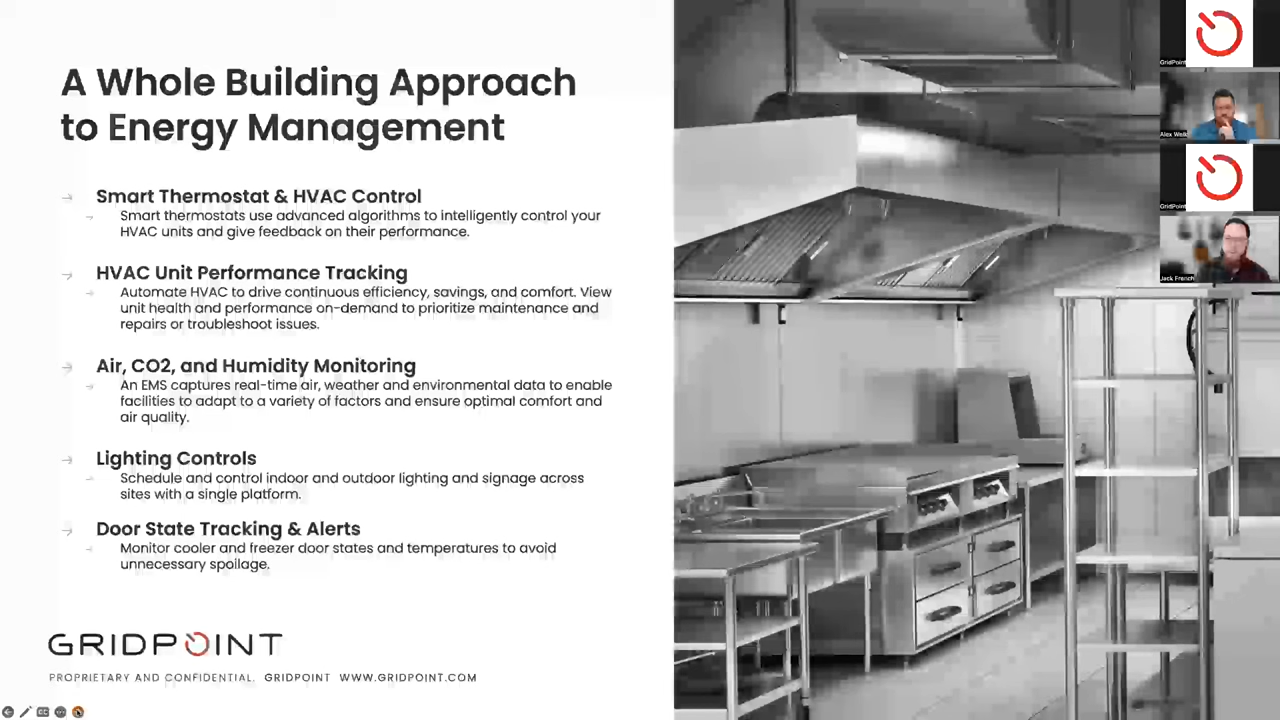 A Whole Building Approach
to Energy Management
Smart Thermostat & HVAC Control
Smart thermostats use advanced algorithms to intelligently control your
HVAC units and give feedback on their performance.
HVAC Unit Performance Tracking
Automate HVAC to drive continuous efficiency, savings, and comfort. View
unit health and performance on-demand to prioritize maintenance and
repairs or troubleshoot issues.
Air, CO2, and Humidity Monitoring
An EMS captures real-time air, weather and environmental data to enable
facilities to adapt to a variety of factors and ensure optimal comfort and
air quality.
Lighting Controls
Schedule and control indoor and outdoor lighting and signage across
sites with a single platform.
Door State Tracking & Alerts
Monitor cooler and freezer door states and temperatures to avoid
unnecessary spoilage.
GRIDPOINT
PROPRIETARY AND CONFIDENTIAL. GRIDPOINT WWW.GRIDPOINT.COM
GridPoint
Alex
GridPoint
Jack French